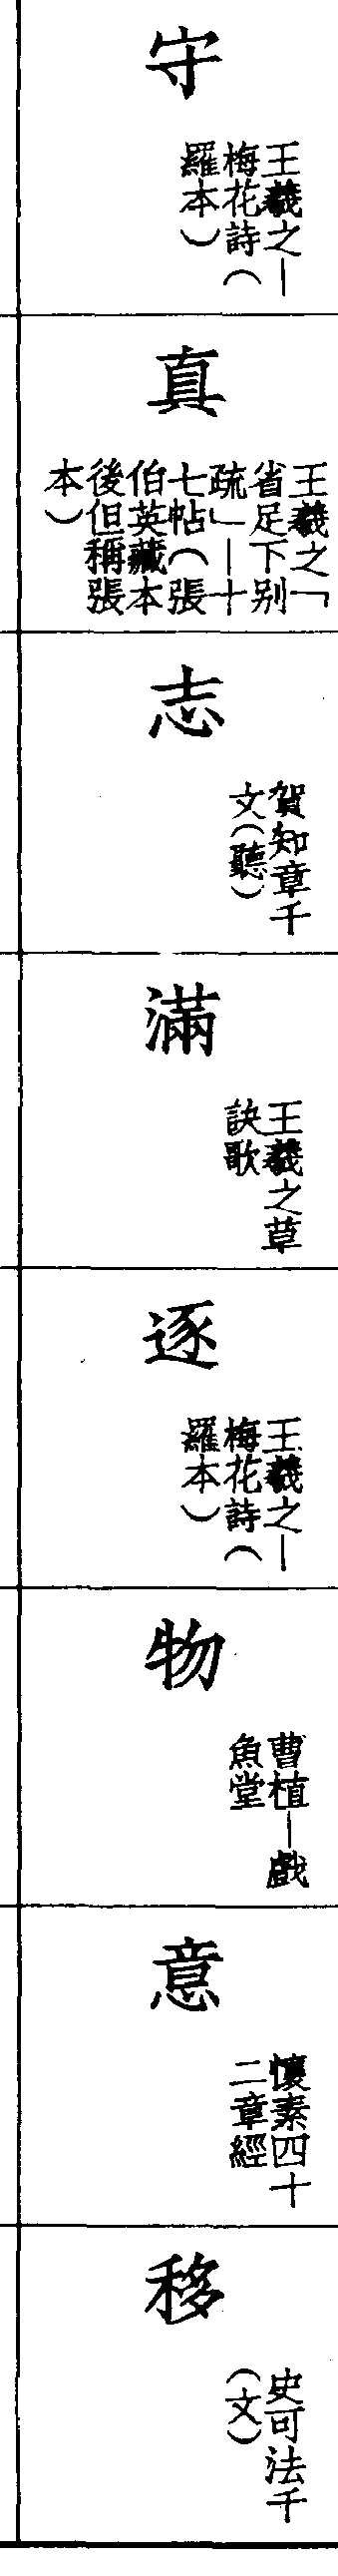 守
王羲之—
梅花詩（
羅本）
真
王羲之「
省足下别
疏」—十
七帖（張
伯英藏本
後但稱張
本）
志
賀知章千
文（聽）
滿
王羲之草
訣歌
逐
王羲之—
梅花詩（
羅本）
物
曹植—戲
魚堂
意
懷素四十
二章經
移
史可法千
（文）